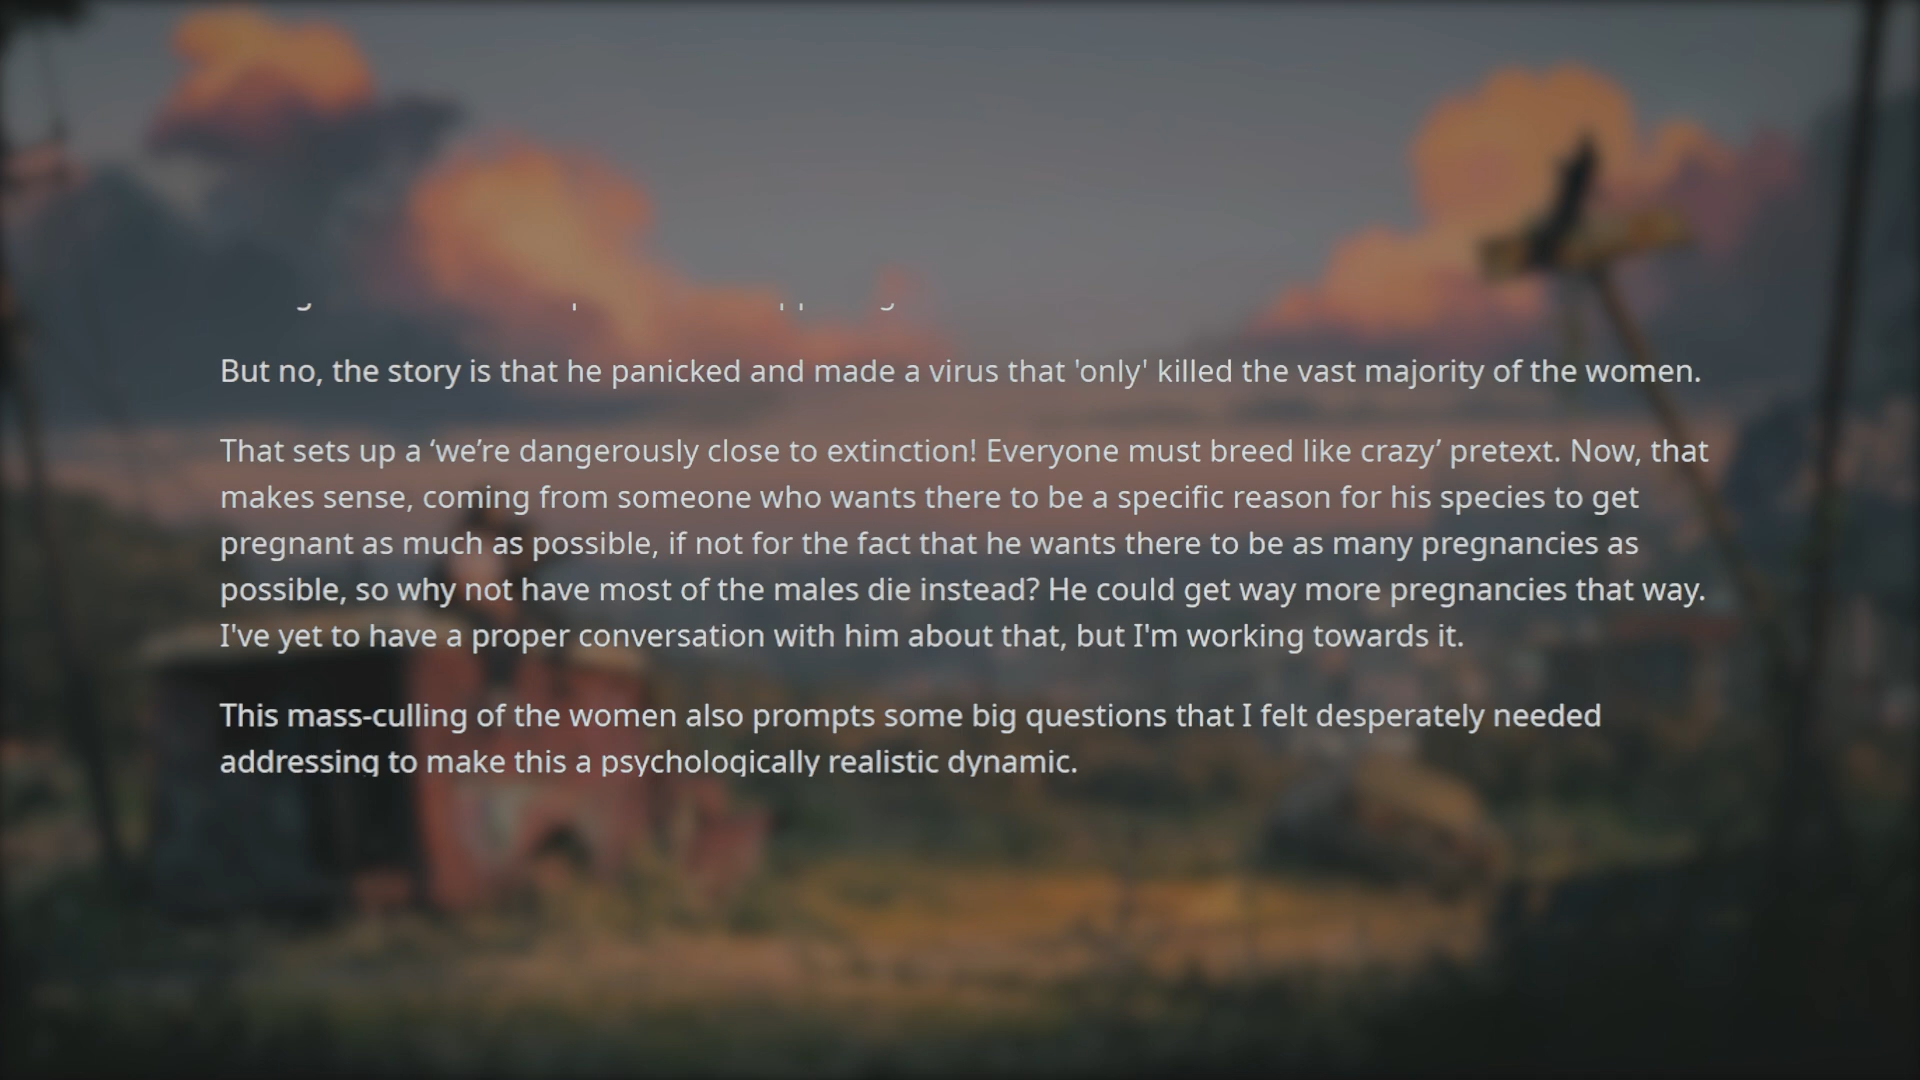 But no, the story is that he panicked and made a virus that 'only' killed the vast majority of the women.
That sets up a ‘we’re dangerously close to extinction! Everyone must breed like crazy’ pretext. Now, that
makes sense, coming from someone who wants there to be a specific reason for his species to get
pregnant as much as possible, if not for the fact that he wants there to be as many pregnancies as
possible, so why not have most of the males die instead? He could get way more pregnancies that way.
I've yet to have a proper conversation with him about that, but I'm working towards it.
This mass-culling of the women also prompts some big questions that I felt desperately needed
addressing to make this a psychologically realistic dynamic.